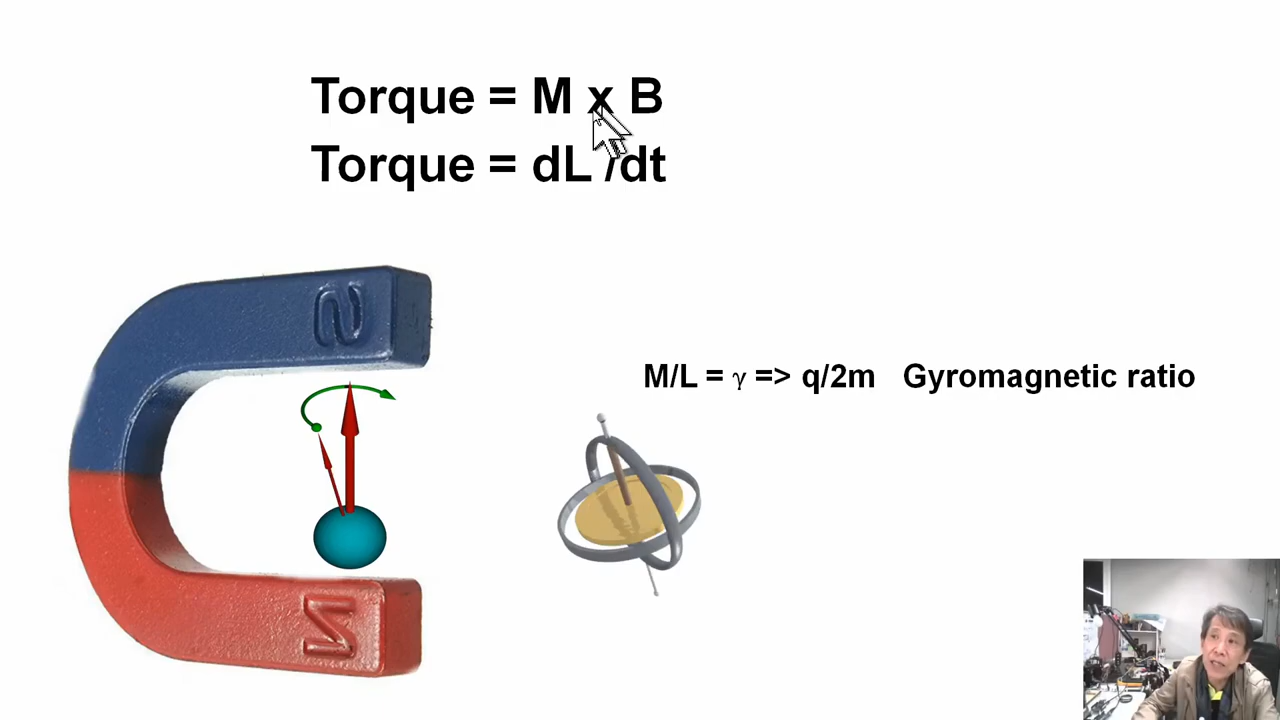 Torque = M x B
Torque = dL /dt
S
M/L = γ => q/2m Gyromagnetic ratio
N